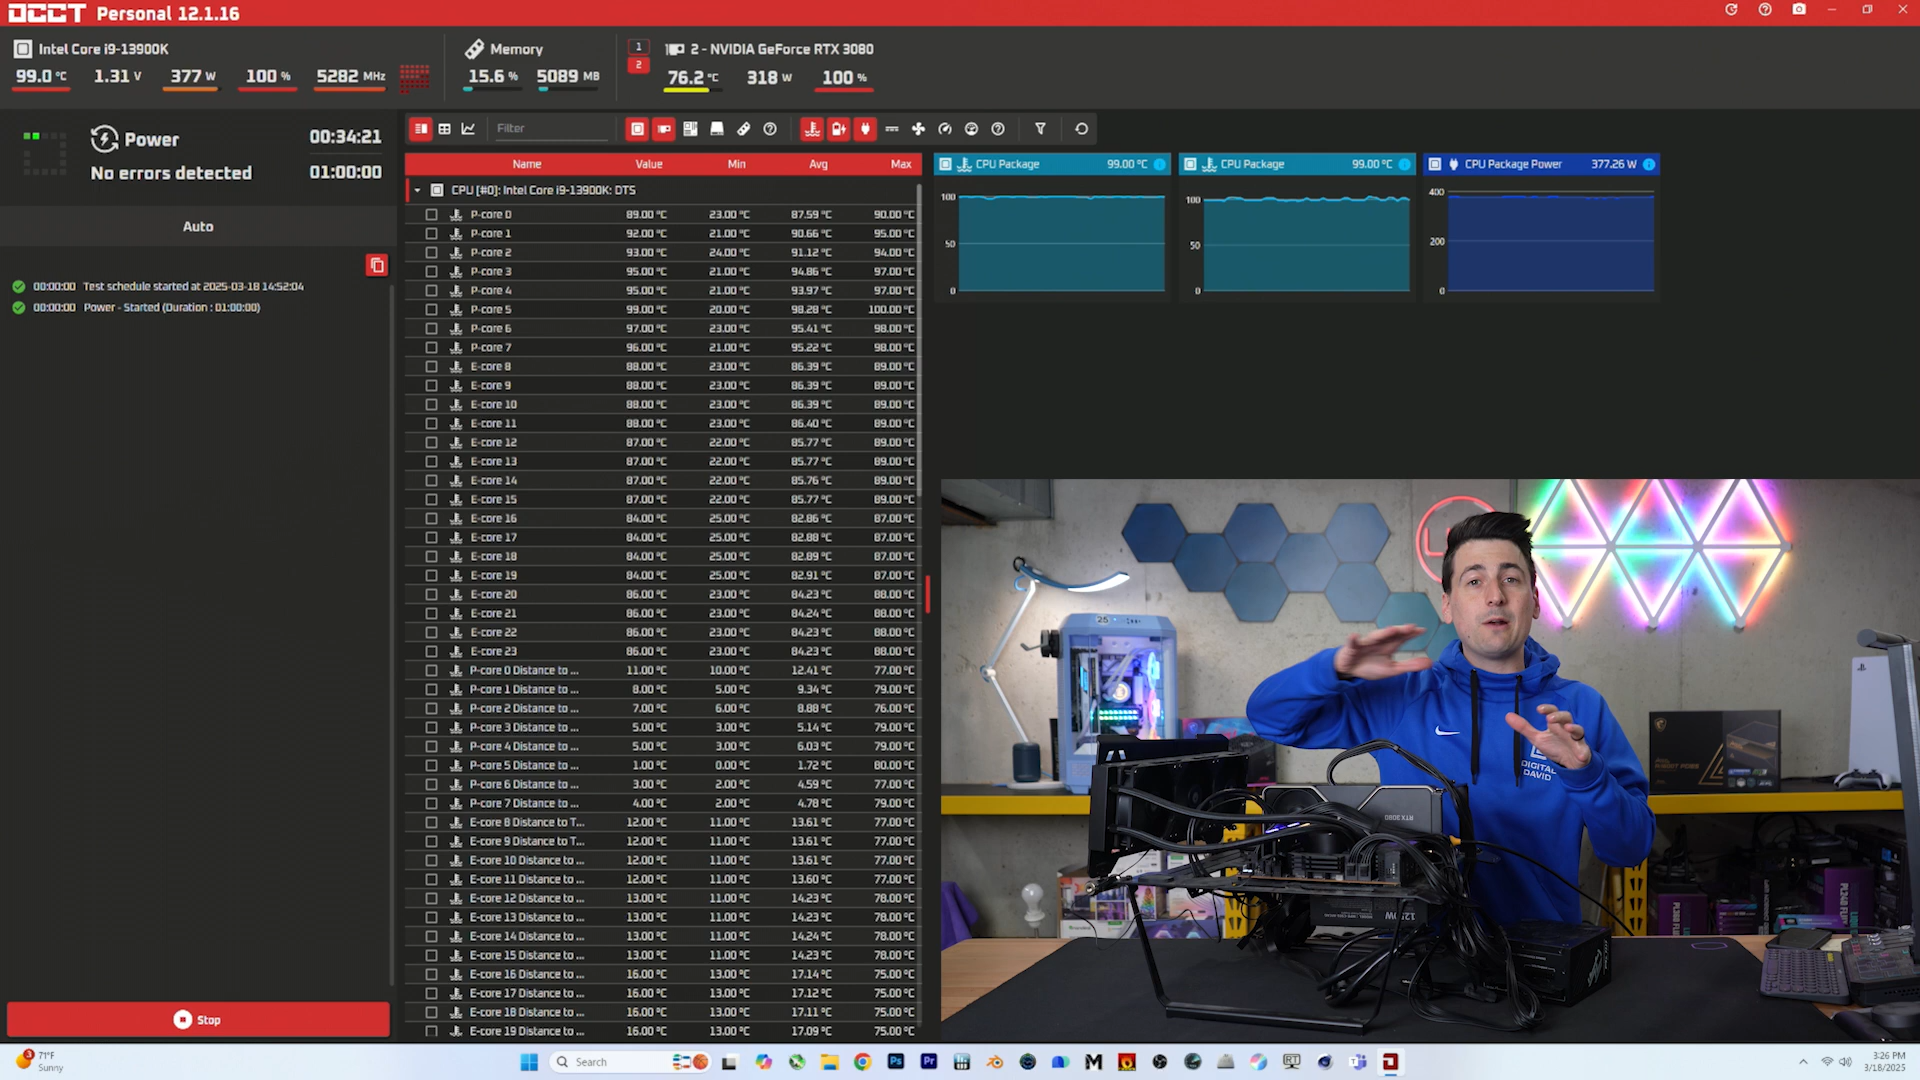 OCCT Personal 12.1.16
Intel Core i9-13900K
99.0 °C 1.31 V 377 W 100 % 5282 MHz
Memory
15.6 % 5089 MB
1
2
2 - NVIDIA GeForce RTX 3080
76.2 °C 318 W 100 %
Power 00:34:21
No errors detected 01:00:00
Auto
00:00:00 Test schedule started at 2025-03-18 14:52:04
00:00:00 Power - Started (Duration : 01:00:00)
Stop
Filter
Name Value Min Avg Max
CPU [#0]: Intel Core i9-13900K: DTS
P-core 0 89.00 °C 23.00 °C 87.59 °C 90.00 °C
P-core 1 92.00 °C 21.00 °C 90.66 °C 95.00 °C
P-core 2 93.00 °C 24.00 °C 91.12 °C 94.00 °C
P-core 3 95.00 °C 21.00 °C 94.86 °C 97.00 °C
P-core 4 95.00 °C 21.00 °C 93.97 °C 97.00 °C
P-core 5 99.00 °C 20.00 °C 98.28 °C 100.00 °C
P-core 6 97.00 °C 23.00 °C 95.41 °C 98.00 °C
P-core 7 96.00 °C 21.00 °C 95.22 °C 98.00 °C
E-core 8 88.00 °C 23.00 °C 86.39 °C 89.00 °C
E-core 9 88.00 °C 23.00 °C 86.39 °C 89.00 °C
E-core 10 88.00 °C 23.00 °C 86.39 °C 89.00 °C
E-core 11 88.00 °C 23.00 °C 86.40 °C 89.00 °C
E-core 12 87.00 °C 22.00 °C 85.77 °C 89.00 °C
E-core 13 87.00 °C 22.00 °C 85.77 °C 89.00 °C
E-core 14 87.00 °C 22.00 °C 85.76 °C 89.00 °C
E-core 15 87.00 °C 22.00 °C 85.77 °C 89.00 °C
E-core 16 84.00 °C 25.00 °C 82.86 °C 87.00 °C
E-core 17 84.00 °C 25.00 °C 82.88 °C 87.00 °C
E-core 18 84.00 °C 25.00 °C 82.89 °C 87.00 °C
E-core 19 84.00 °C 25.00 °C 82.91 °C 87.00 °C
E-core 20 86.00 °C 23.00 °C 84.23 °C 88.00 °C
E-core 21 86.00 °C 23.00 °C 84.24 °C 88.00 °C
E-core 22 86.00 °C 23.00 °C 84.23 °C 88.00 °C
E-core 23 86.00 °C 23.00 °C 84.23 °C 88.00 °C
P-core 0 Distance to ... 11.00 °C 10.00 °C 12.41 °C 77.00 °C
P-core 1 Distance to ... 8.00 °C 5.00 °C 9.34 °C 79.00 °C
P-core 2 Distance to ... 7.00 °C 6.00 °C 8.88 °C 76.00 °C
P-core 3 Distance to ... 5.00 °C 3.00 °C 5.14 °C 79.00 °C
P-core 4 Distance to ... 5.00 °C 3.00 °C 6.03 °C 79.00 °C
P-core 5 Distance to ... 1.00 °C 0.00 °C 1.72 °C 80.00 °C
P-core 6 Distance to ... 3.00 °C 2.00 °C 4.59 °C 77.00 °C
P-core 7 Distance to ... 4.00 °C 2.00 °C 4.78 °C 79.00 °C
E-core 8 Distance to T... 12.00 °C 11.00 °C 13.61 °C 77.00 °C
E-core 9 Distance to T... 12.00 °C 11.00 °C 13.61 °C 77.00 °C
E-core 10 Distance to ... 12.00 °C 11.00 °C 13.61 °C 77.00 °C
E-core 11 Distance to ... 12.00 °C 11.00 °C 13.60 °C 77.00 °C
E-core 12 Distance to ... 13.00 °C 11.00 °C 14.23 °C 78.00 °C
E-core 13 Distance to ... 13.00 °C 11.00 °C 14.23 °C 78.00 °C
E-core 14 Distance to ... 13.00 °C 11.00 °C 14.24 °C 78.00 °C
E-core 15 Distance to ... 13.00 °C 11.00 °C 14.23 °C 78.00 °C
E-core 16 Distance to ... 16.00 °C 13.00 °C 17.14 °C 75.00 °C
E-core 17 Distance to ... 16.00 °C 13.00 °C 17.12 °C 75.00 °C
E-core 18 Distance to ... 16.00 °C 13.00 °C 17.11 °C 75.00 °C
E-core 19 Distance to ... 16.00 °C 13.00 °C 17.09 °C 75.00 °C
CPU Package 99.00 °C
100
50
0
CPU Package 99.00 °C
100
50
0
CPU Package Power 377.26 W
400
200
0
25
RTX 3080
DIGITAL
DAVID
3
71°F
Sunny
Search
Ps
Pr
RT
3:26 PM
3/18/2025